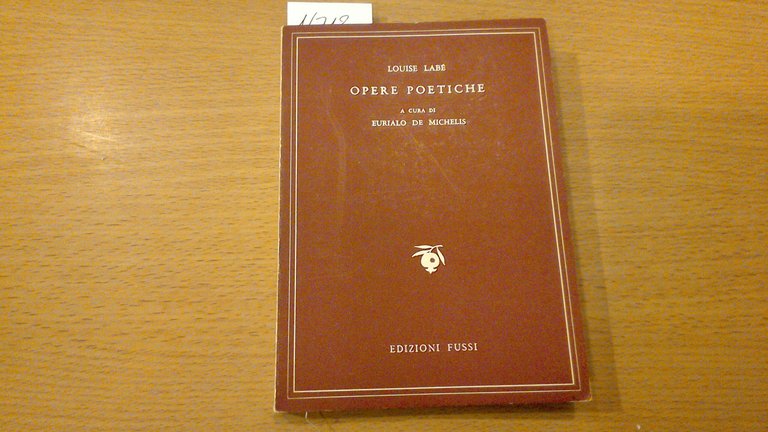 LOUISE LABÉ
OPERE POETICHE
A CURA DI
EURIALO DE MICHELIS
EDIZIONI FUSSI